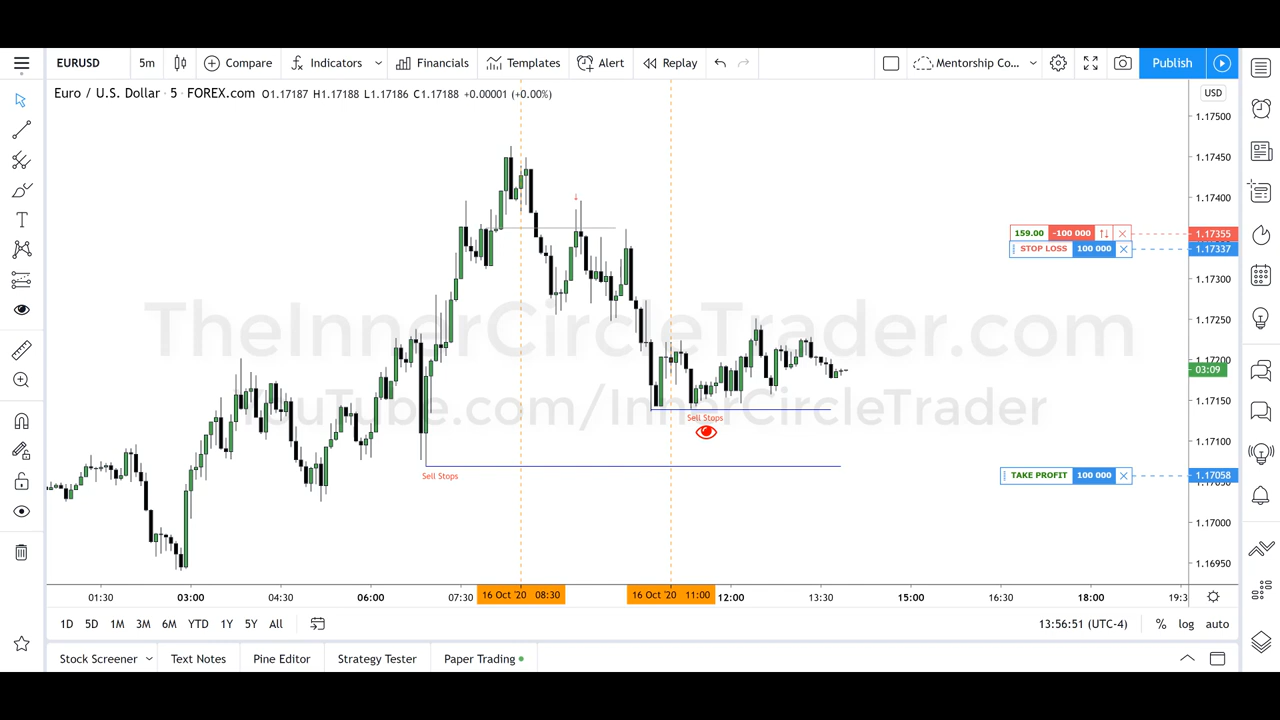 EURUSD 5m Compare Indicators Financials Templates Alert Replay Mentorship Co... Publish
Euro / U.S. Dollar · 5 · FOREX.com O1.17187 H1.17188 L1.17186 C1.17188 +0.00001 (+0.00%)
USD
1.17500
1.17450
1.17400
159.00 -100 000 1.17355
STOP LOSS 100 000 1.17337
1.17300
1.17250
TheInnerCircleTrader.com
1.17200
03:09
1.17150
YouTube.com/InnerCircleTrader
Sell Stops
1.17100
Sell Stops
TAKE PROFIT 100 000 1.17058
1.17050
1.17000
1.16950
01:30 03:00 04:30 06:00 07:30 16 Oct '20 08:30 16 Oct '20 11:00 12:00 13:30 15:00 16:30 18:00 19:3
1D 5D 1M 3M 6M YTD 1Y 5Y All 13:56:51 (UTC-4) % log auto
Stock Screener Text Notes Pine Editor Strategy Tester Paper Trading